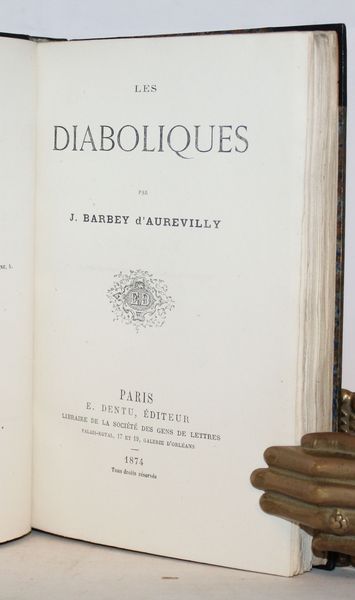 LES
DIABOLIQUES
PAR
J. BARBEY d'AUREVILLY
ED
PARIS
E. DENTU, ÉDITEUR
LIBRAIRE DE LA SOCIÉTÉ DES GENS DE LETTRES
PALAIS-ROYAL, 17 ET 19, GALERIE D'ORLÉANS
1874
Tous droits réservés